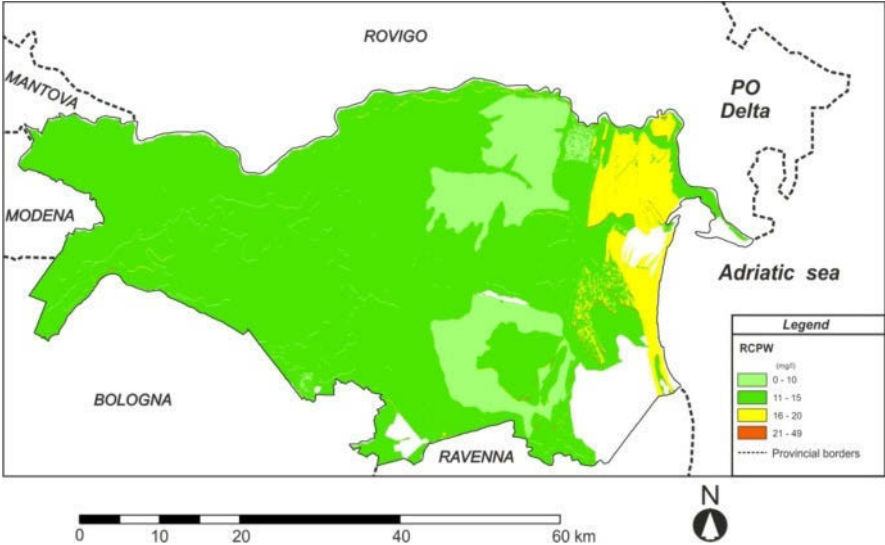 ROVIGO
MANTOVA
PO
Delta
MODENA
Adriatic sea
Legend
RCPW
(mg/l)
0 - 10
11 - 15
16 - 20
21 - 49
Provincial borders
BOLOGNA
RAVENNA
N
0 10 20 40 60 km